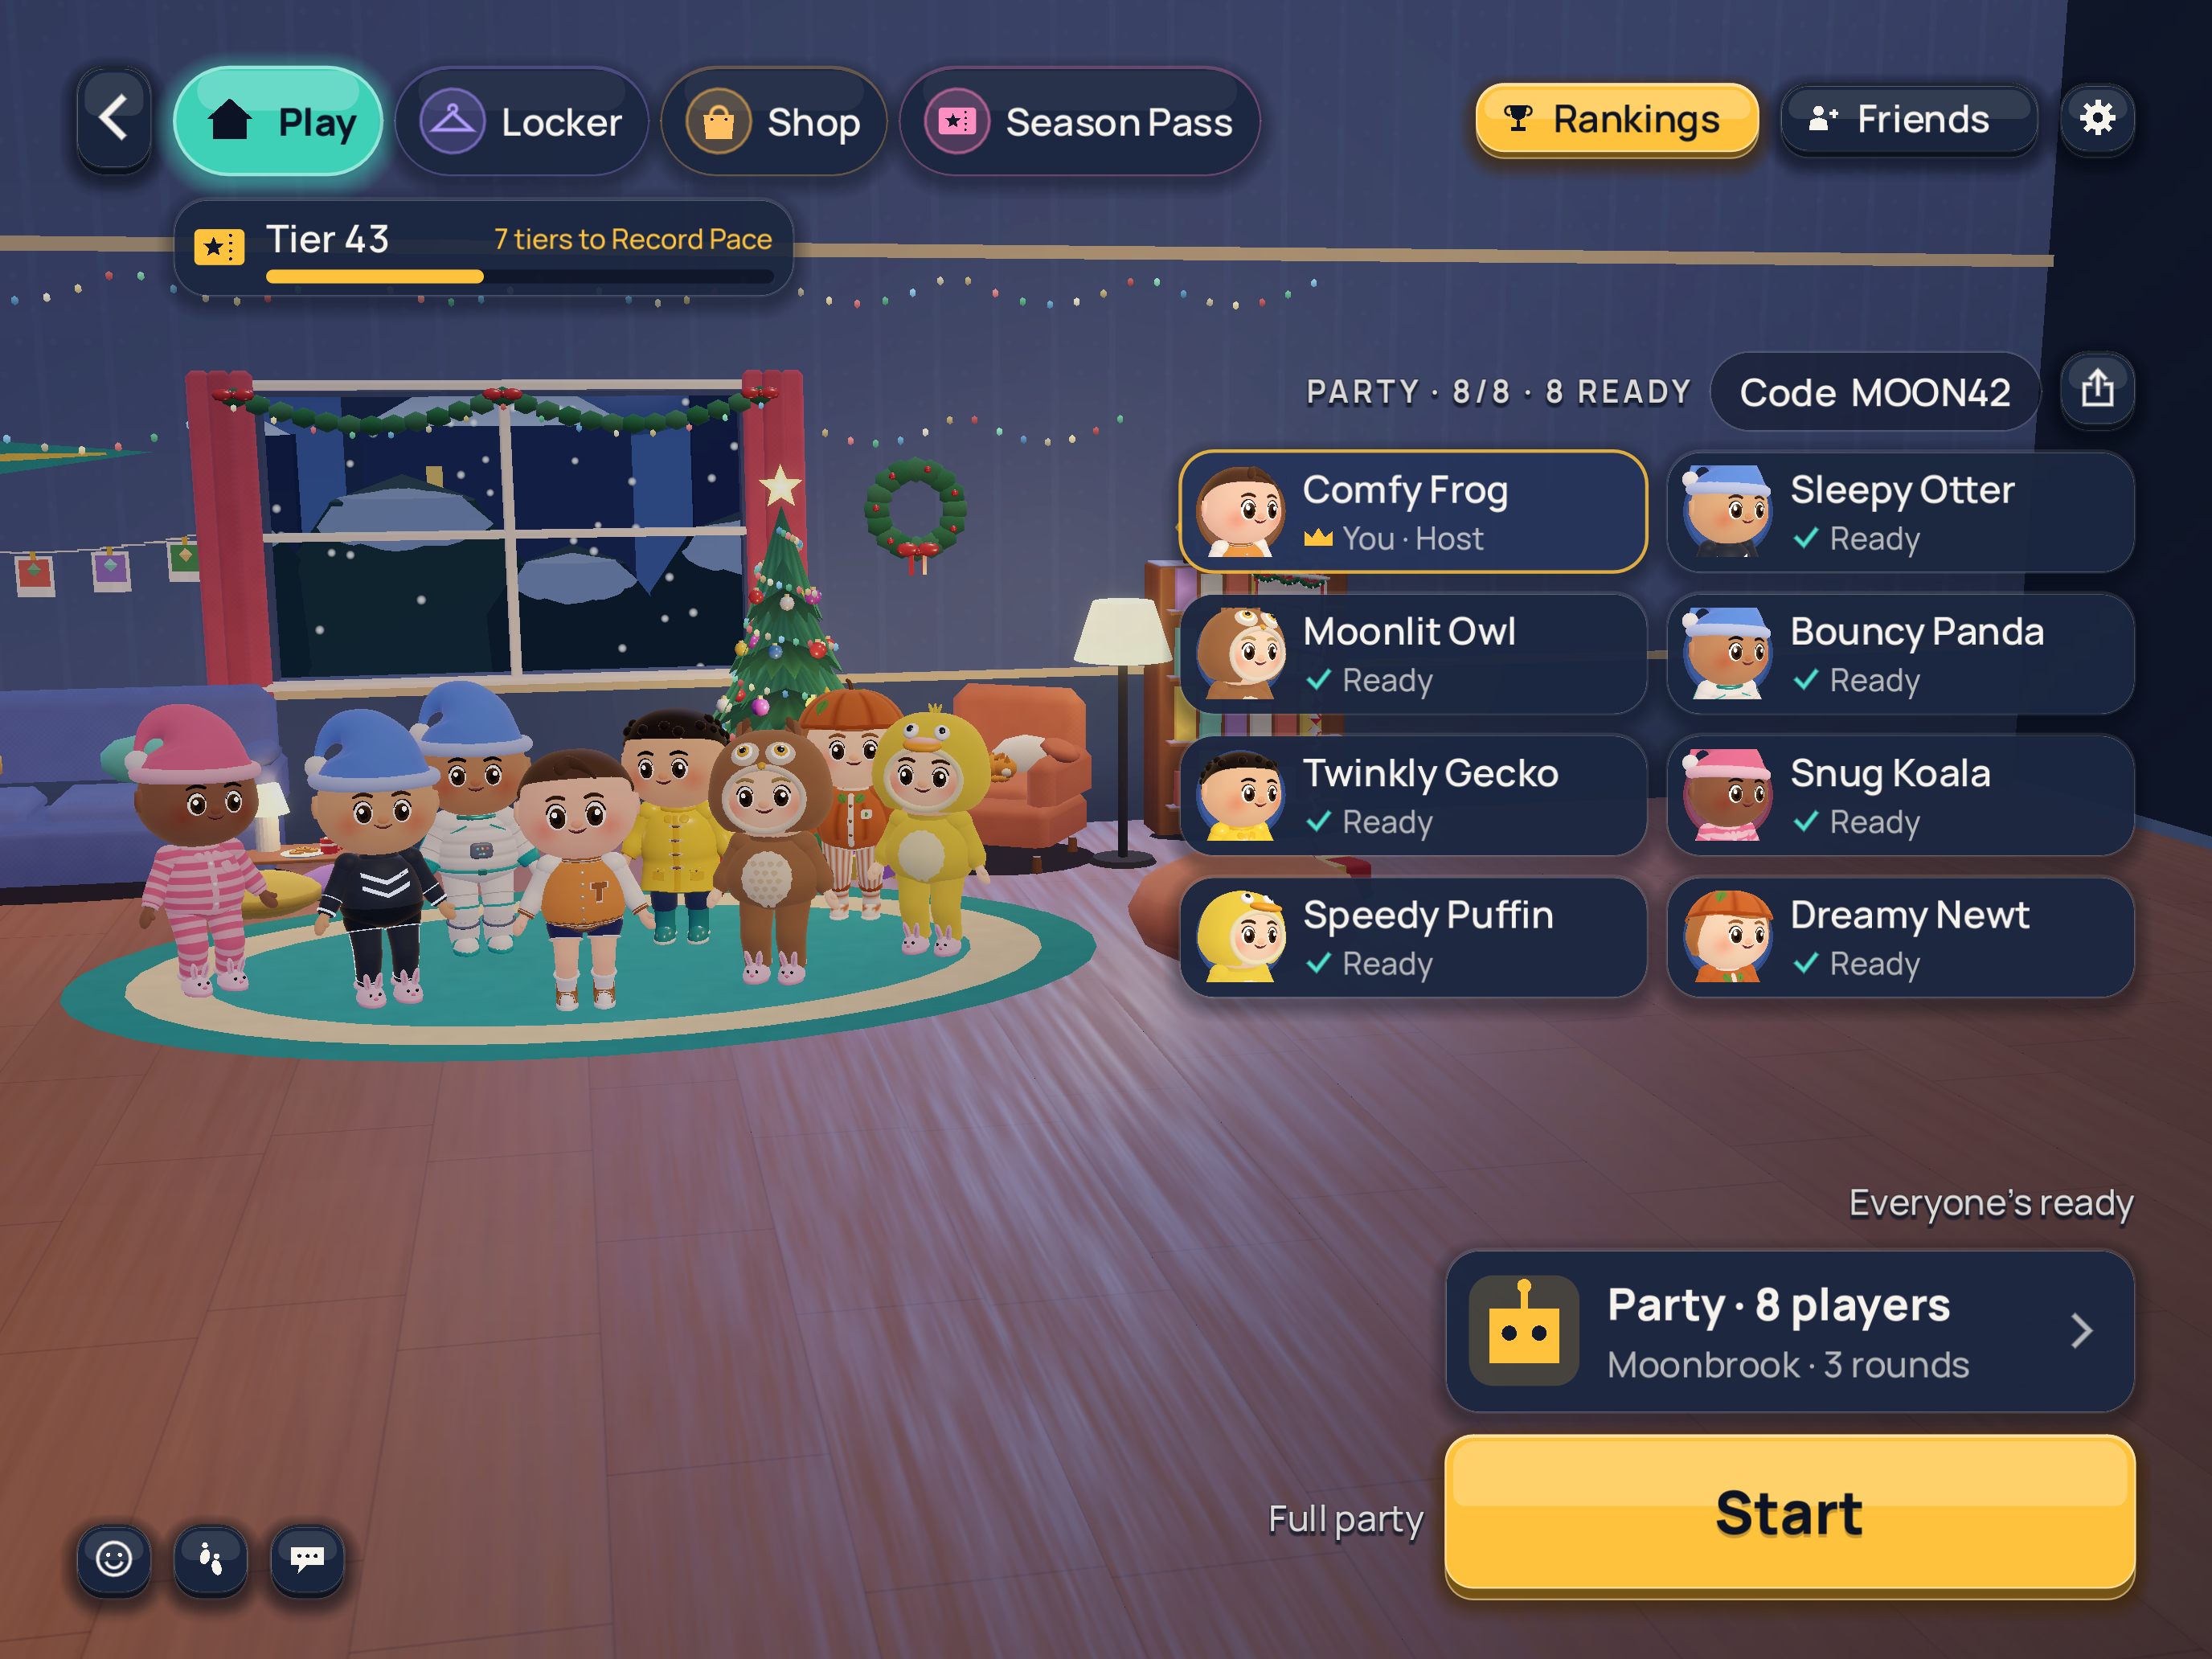 Play
Locker
Shop
Season Pass
Rankings
Friends
Tier 43
7 tiers to Record Pace
PARTY · 8/8 · 8 READY
Code MOON42
Comfy Frog
You · Host
Sleepy Otter
Ready
Moonlit Owl
Ready
Bouncy Panda
Ready
Twinkly Gecko
Ready
Snug Koala
Ready
Speedy Puffin
Ready
Dreamy Newt
Ready
T
Everyone's ready
Party · 8 players
Moonbrook · 3 rounds
Full party
Start